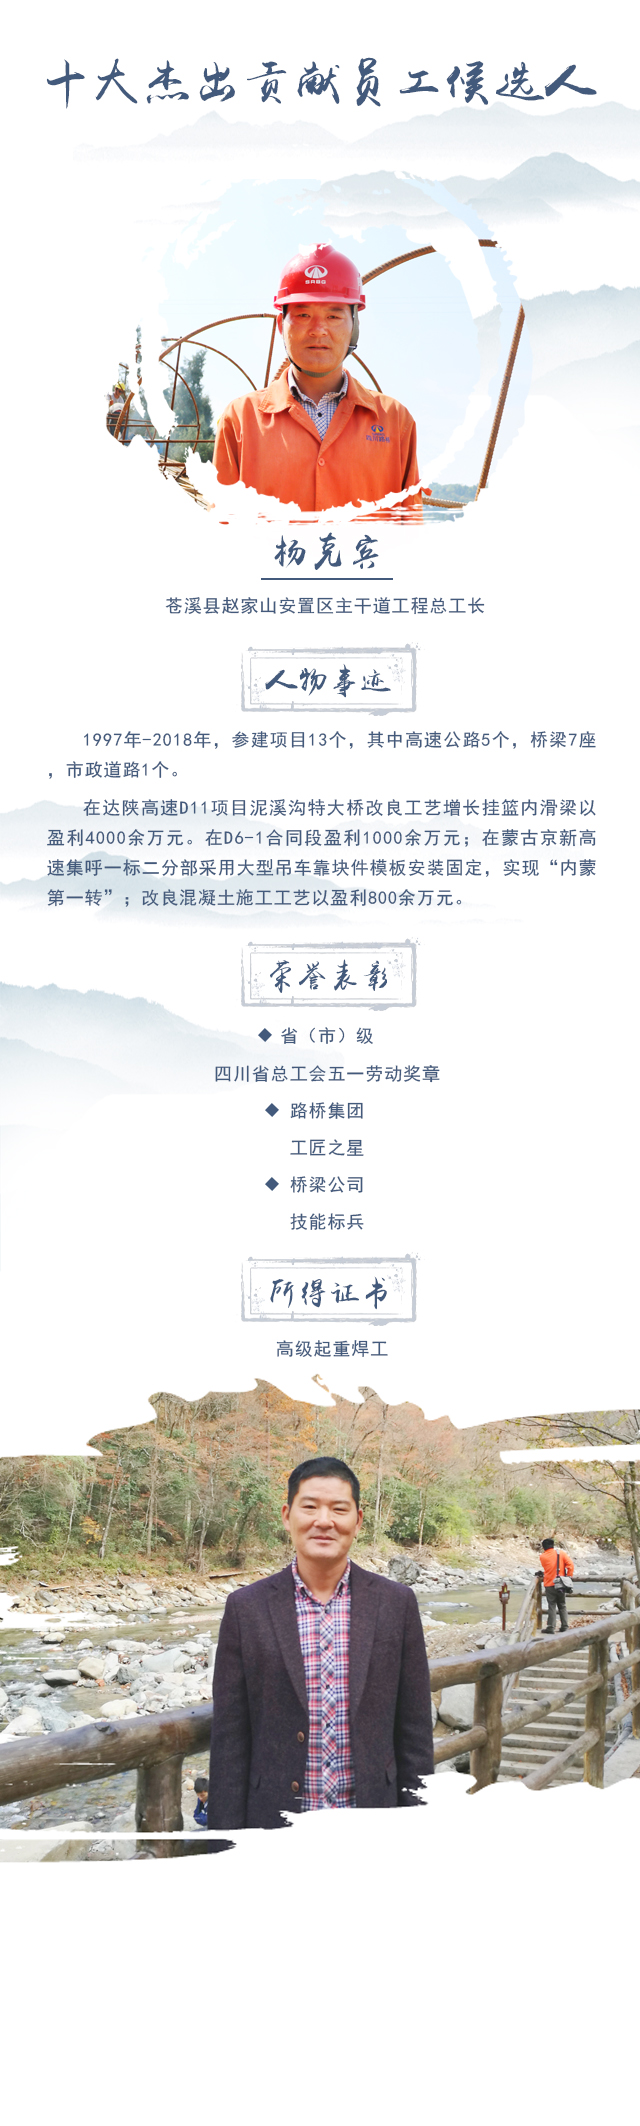 十大杰出贡献员工候选人
杨克宾
苍溪县赵家山安置区主干道工程总工长
人物事迹
1997年-2018年，参建项目13个，其中高速公路5个，桥梁7座
，市政道路1个。
在达陕高速D11项目泥溪沟特大桥改良工艺增长挂篮内滑梁以
盈利4000余万元。在D6-1合同段盈利1000余万元；在蒙古京新高
速集呼一标二分部采用大型吊车靠块件模板安装固定，实现“内蒙
第一转”；改良混凝土施工工艺以盈利800余万元。
荣誉表彰
◆ 省（市）级
四川省总工会五一劳动奖章
◆ 路桥集团
工匠之星
◆ 桥梁公司
技能标兵
所得证书
高级起重焊工